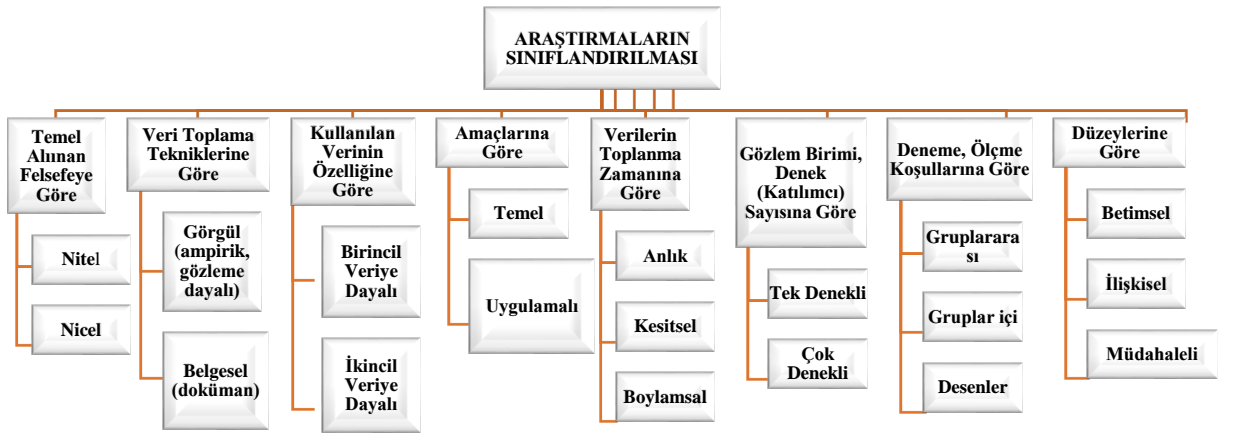 ARAŞTIRMALARIN
SINIFLANDIRILMASI
Temel
Alınan
Felsefeye
Göre
Nitel
Nicel
Veri Toplama
Tekniklerine
Göre
Görgül
(ampirik,
gözleme
dayalı)
Belgesel
(doküman)
Kullanılan
Verinin
Özelliğine
Göre
Birincil
Veriye
Dayalı
İkincil
Veriye
Dayalı
Amaçlarına
Göre
Temel
Uygulamalı
Verilerin
Toplanma
Zamanına
Göre
Anlık
Kesitsel
Boylamsal
Gözlem Birimi,
Denek
(Katılımcı)
Sayısına Göre
Tek Denekli
Çok
Denekli
Deneme, Ölçme
Koşullarına Göre
Gruplarara
sı
Gruplar içi
Desenler
Düzeylerine
Göre
Betimsel
İlişkisel
Müdahaleli